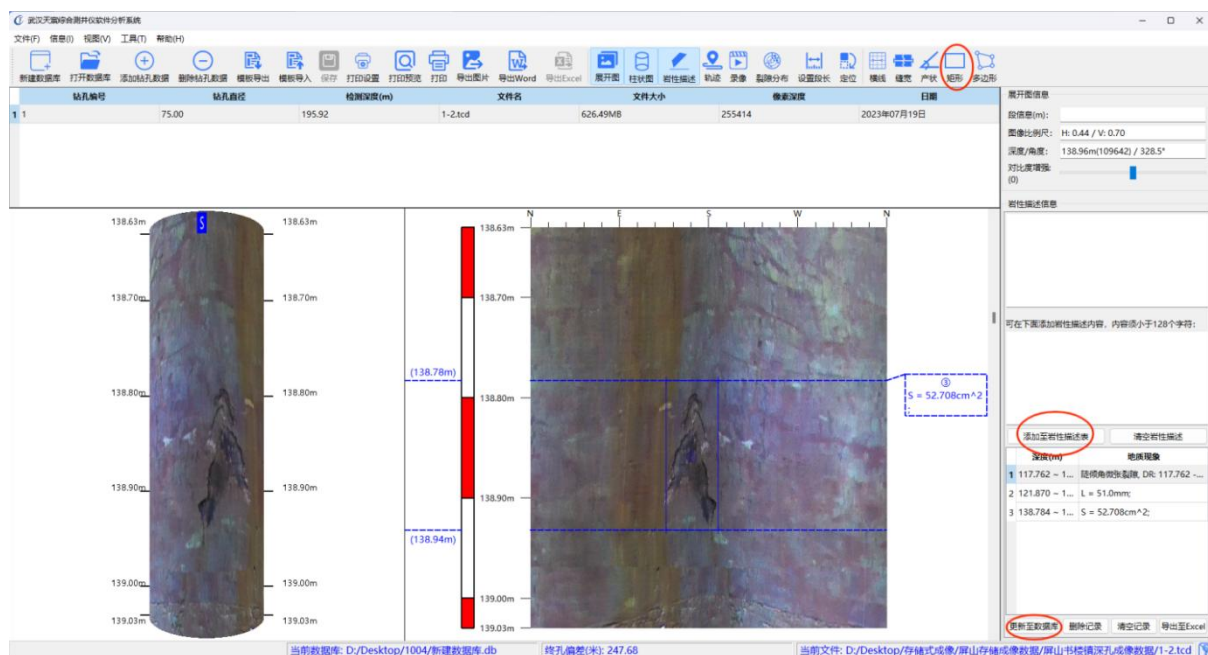 武汉天宸综合测井仪软件分析系统
文件(F) 信息(I) 视图(V) 工具(T) 帮助(H)
新建数据库 打开数据库 添加钻孔数据 删除钻孔数据 模板导出 模板导入 保存 打印设置 打印预览 打印 导出图片 导出Word 导出Excel 展开图 柱状图 岩性描述 轨迹 录像 裂隙分布 设置段长 定位 横线 缝宽 产状 矩形 多边形
钻孔编号 钻孔直径 检测深度(m) 文件名 文件大小 像素深度 日期
1 1 75.00 195.92 1-2.tcd 626.49MB 255414 2023年07月19日
展开图信息
段信息(m):
图像比例尺: H: 0.44 / V: 0.70
深度/角度: 138.96m(109642) / 328.5°
对比度增强:
(0)
岩性描述信息
可在下面添加岩性描述内容，内容须小于128个字符:
添加至岩性描述表 清空岩性描述
深度(m) 地质现象
1 117.762 ~ 1... 陡倾角微张裂隙, DR: 117.762 -...
2 121.870 ~ 1... L = 51.0mm;
3 138.784 ~ 1... S = 52.708cm^2;
更新至数据库 删除记录 清空记录 导出至Excel
S
138.63m 138.63m
138.70m 138.70m
138.80m 138.80m
138.90m 138.90m
139.00m 139.00m
139.03m 139.03m
N E S W N
138.63m
138.70m
(138.78m)
138.80m
138.90m
(138.94m)
139.00m
139.03m
③
S = 52.708cm^2
;
当前数据库: D:/Desktop/1004/新建数据库.db 终孔偏差(米): 247.68 当前文件: D:/Desktop/存储式成像/屏山存储成像数据/屏山书楼镇深孔成像数据/1-2.tcd